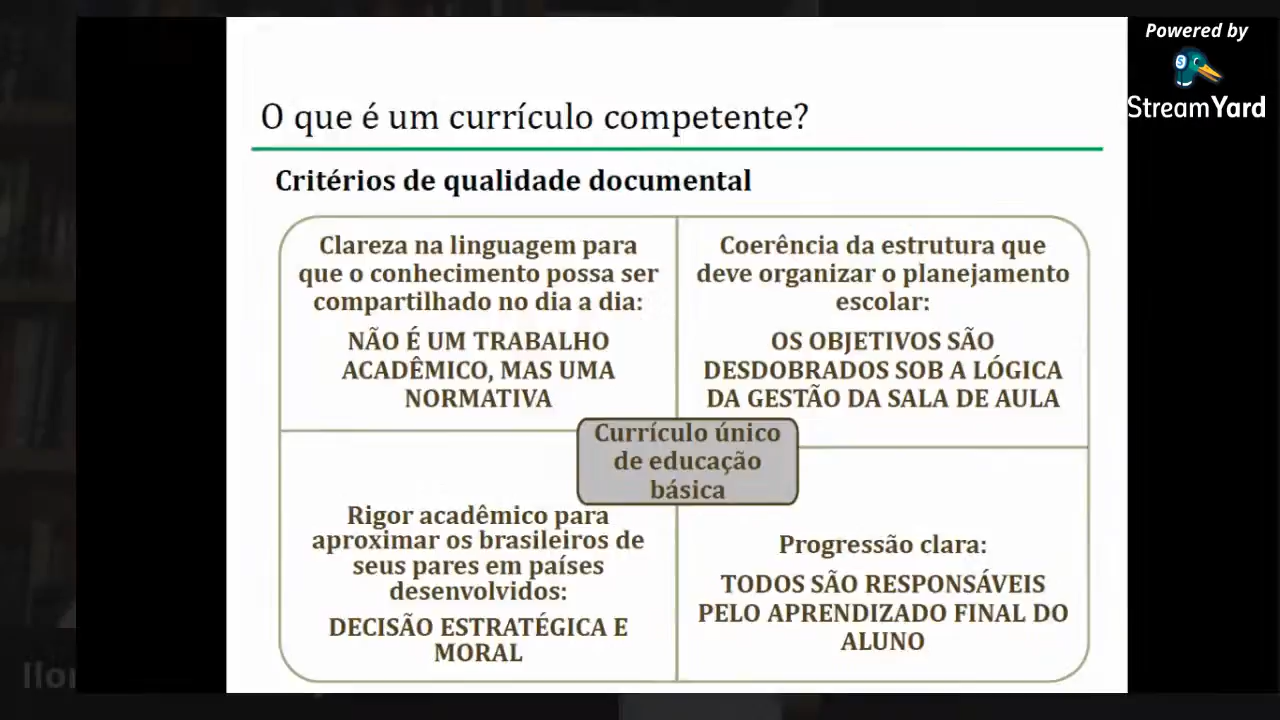 Powered by
StreamYard
O que é um currículo competente?
Critérios de qualidade documental
Clareza na linguagem para
que o conhecimento possa ser
compartilhado no dia a dia:
NÃO É UM TRABALHO
ACADÊMICO, MAS UMA
NORMATIVA
Coerência da estrutura que
deve organizar o planejamento
escolar:
OS OBJETIVOS SÃO
DESDOBRADOS SOB A LÓGICA
DA GESTÃO DA SALA DE AULA
Currículo único
de educação
básica
Rigor acadêmico para
aproximar os brasileiros de
seus pares em países
desenvolvidos:
DECISÃO ESTRATÉGICA E
MORAL
Progressão clara:
TODOS SÃO RESPONSÁVEIS
PELO APRENDIZADO FINAL DO
ALUNO